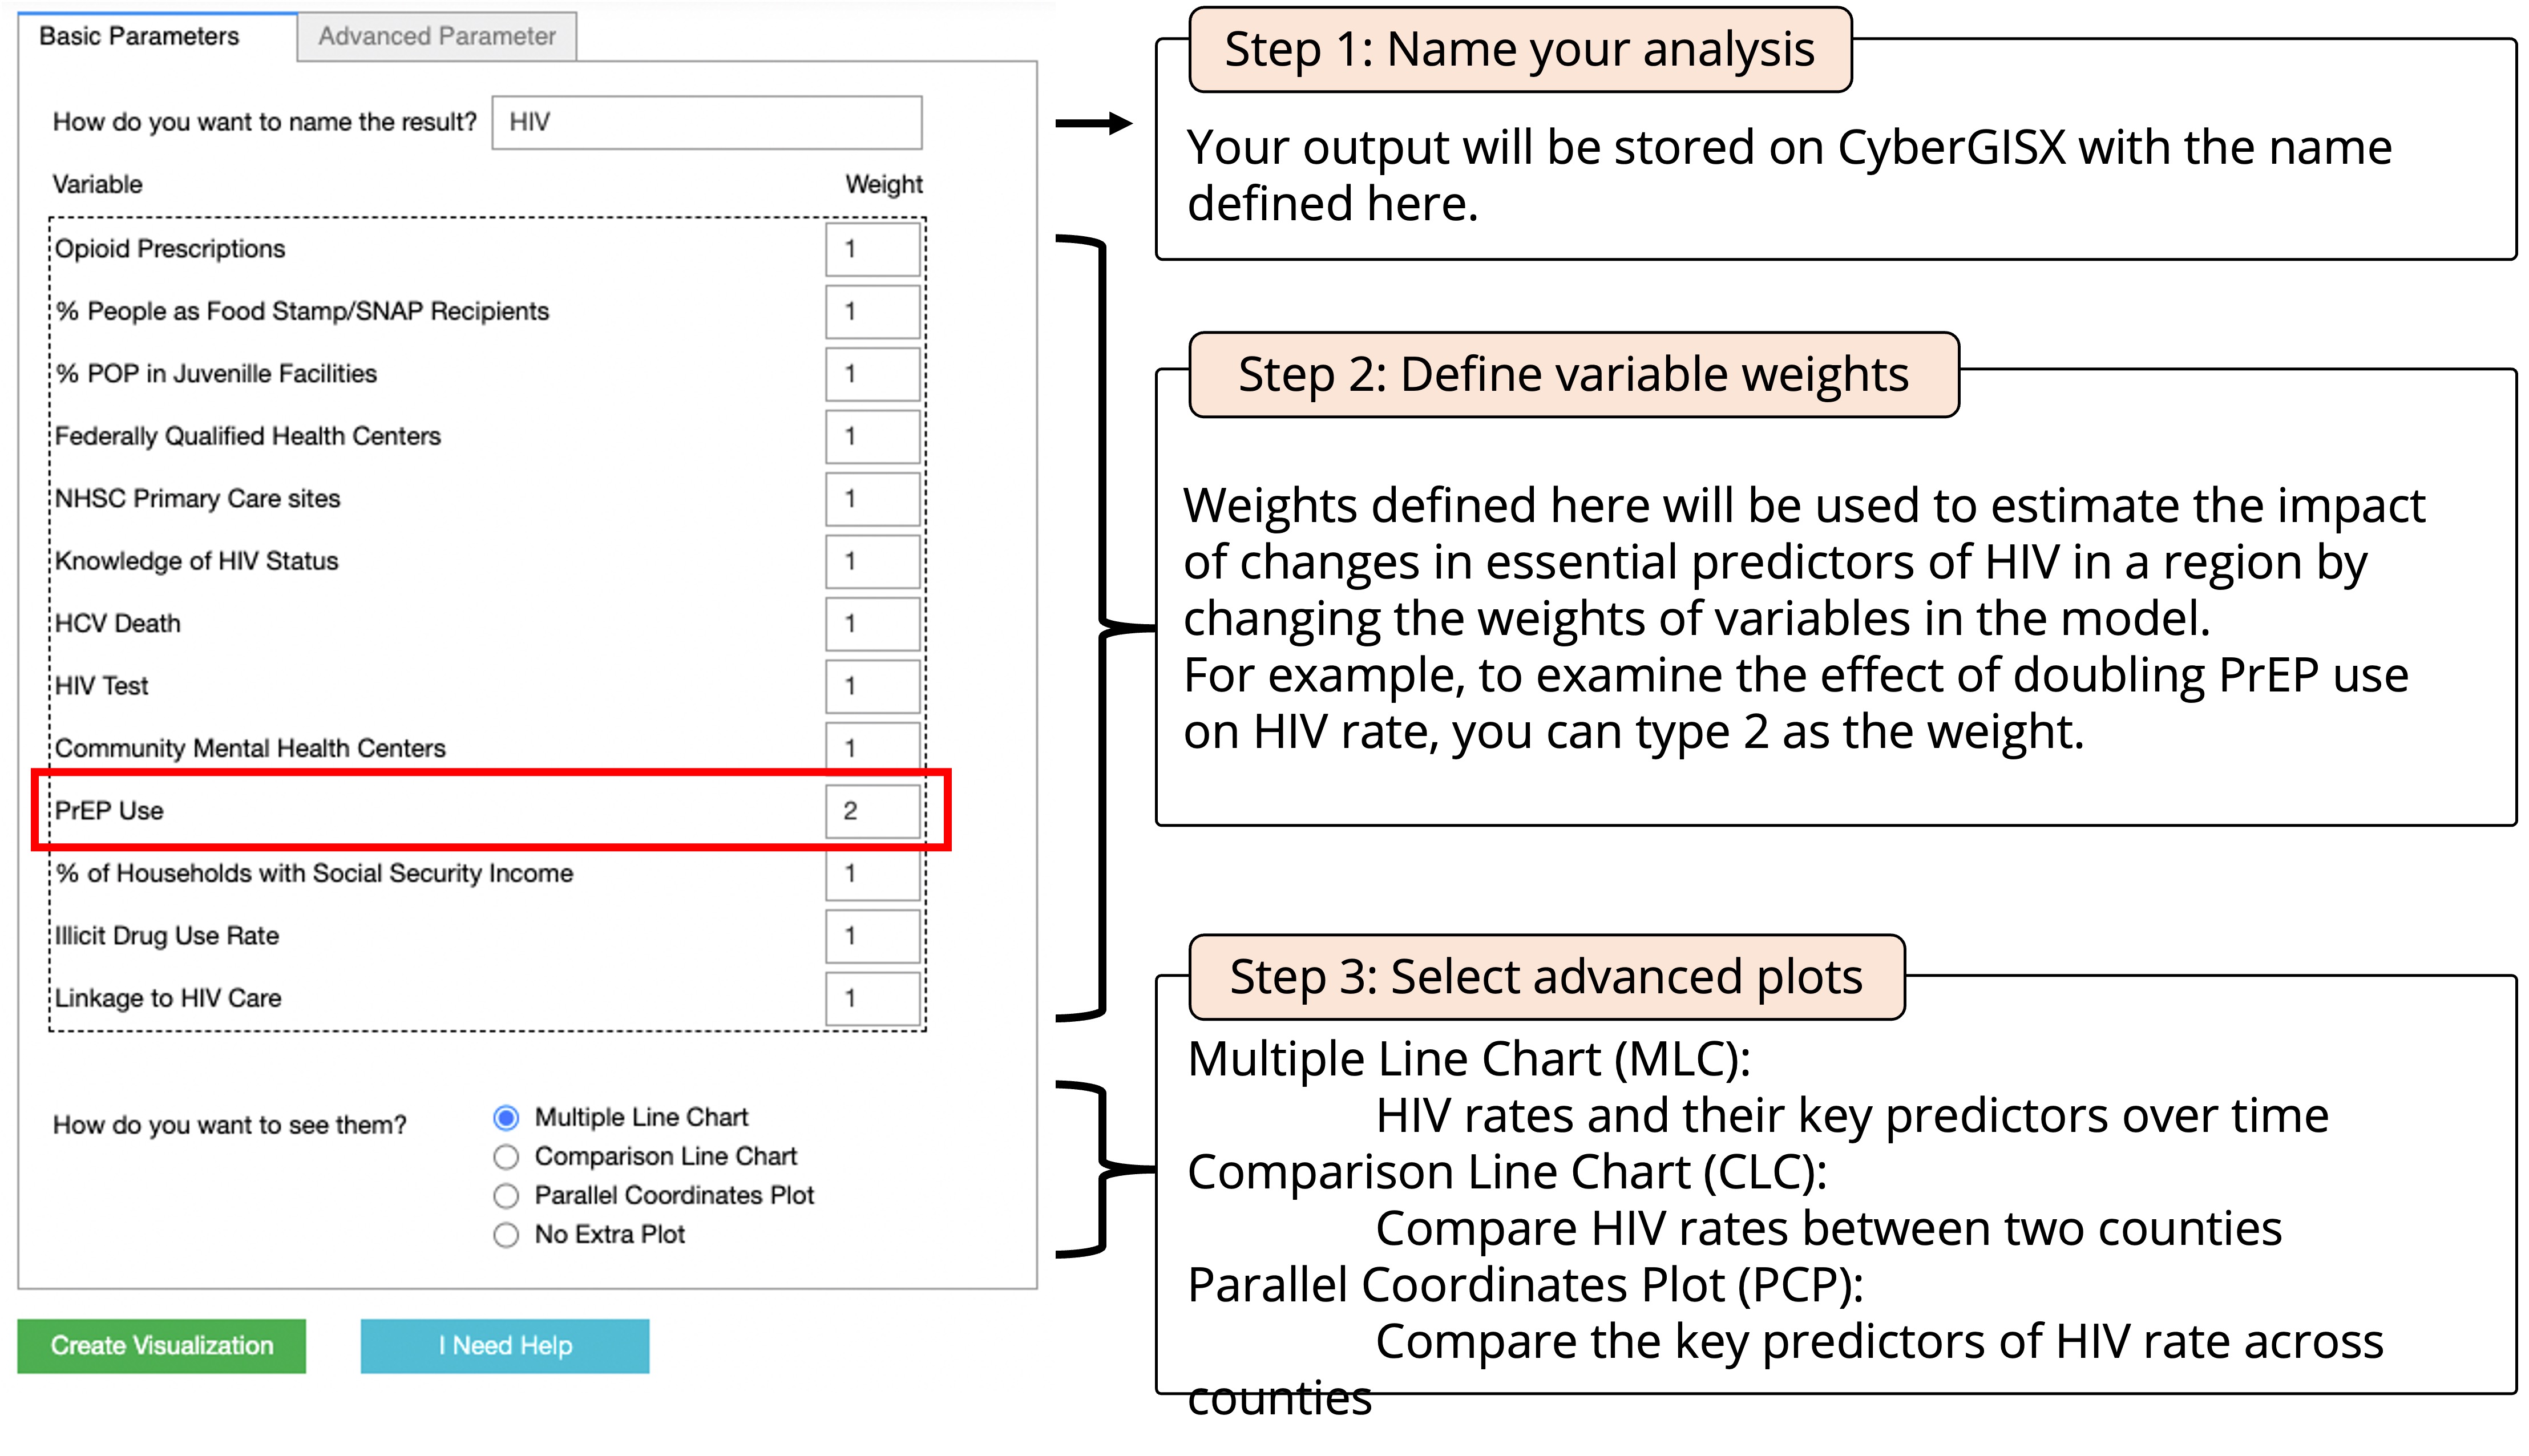 Basic Parameters
Advanced Parameter
How do you want to name the result? HIV
Variable Weight
Opioid Prescriptions 1
% People as Food Stamp/SNAP Recipients 1
% POP in Juvenille Facilities 1
Federally Qualified Health Centers 1
NHSC Primary Care sites 1
Knowledge of HIV Status 1
HCV Death 1
HIV Test 1
Community Mental Health Centers 1
PrEP Use 2
% of Households with Social Security Income 1
Illicit Drug Use Rate 1
Linkage to HIV Care 1
How do you want to see them?
Multiple Line Chart
Comparison Line Chart
Parallel Coordinates Plot
No Extra Plot
Create Visualization
I Need Help
Step 1: Name your analysis
Your output will be stored on CyberGISX with the name
defined here.
Step 2: Define variable weights
Weights defined here will be used to estimate the impact
of changes in essential predictors of HIV in a region by
changing the weights of variables in the model.
For example, to examine the effect of doubling PrEP use
on HIV rate, you can type 2 as the weight.
Step 3: Select advanced plots
Multiple Line Chart (MLC):
HIV rates and their key predictors over time
Comparison Line Chart (CLC):
Compare HIV rates between two counties
Parallel Coordinates Plot (PCP):
Compare the key predictors of HIV rate across
counties